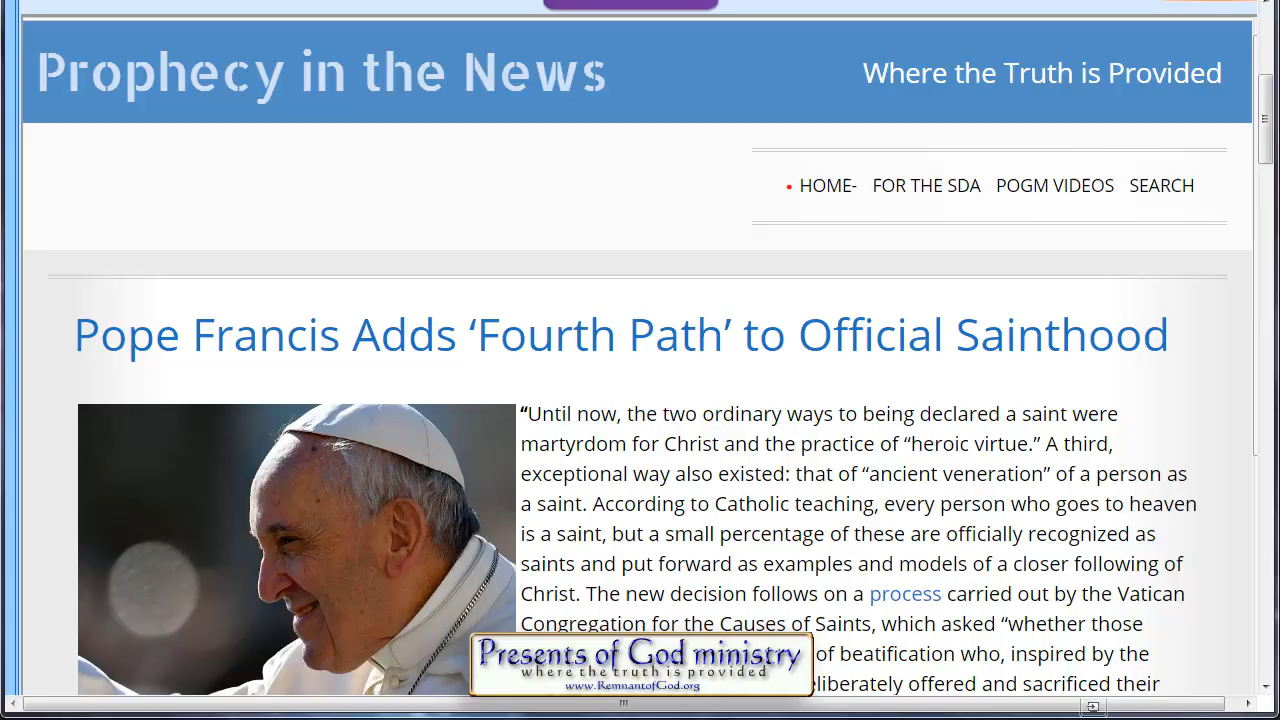 Prophecy in the News
Where the Truth is Provided
HOME-
FOR THE SDA
POGM VIDEOS
SEARCH
Pope Francis Adds ‘Fourth Path’ to Official Sainthood
“Until now, the two ordinary ways to being declared a saint were
martyrdom for Christ and the practice of “heroic virtue.” A third,
exceptional way also existed: that of “ancient veneration” of a person as
a saint. According to Catholic teaching, every person who goes to heaven
is a saint, but a small percentage of these are officially recognized as
saints and put forward as examples and models of a closer following of
Christ. The new decision follows on a process carried out by the Vatican
Congregation for the Causes of Saints, which asked “whether those
of beatification who, inspired by the
deliberately offered and sacrificed their
Presents of God ministry
where the truth is provided
www.RemnantofGod.org